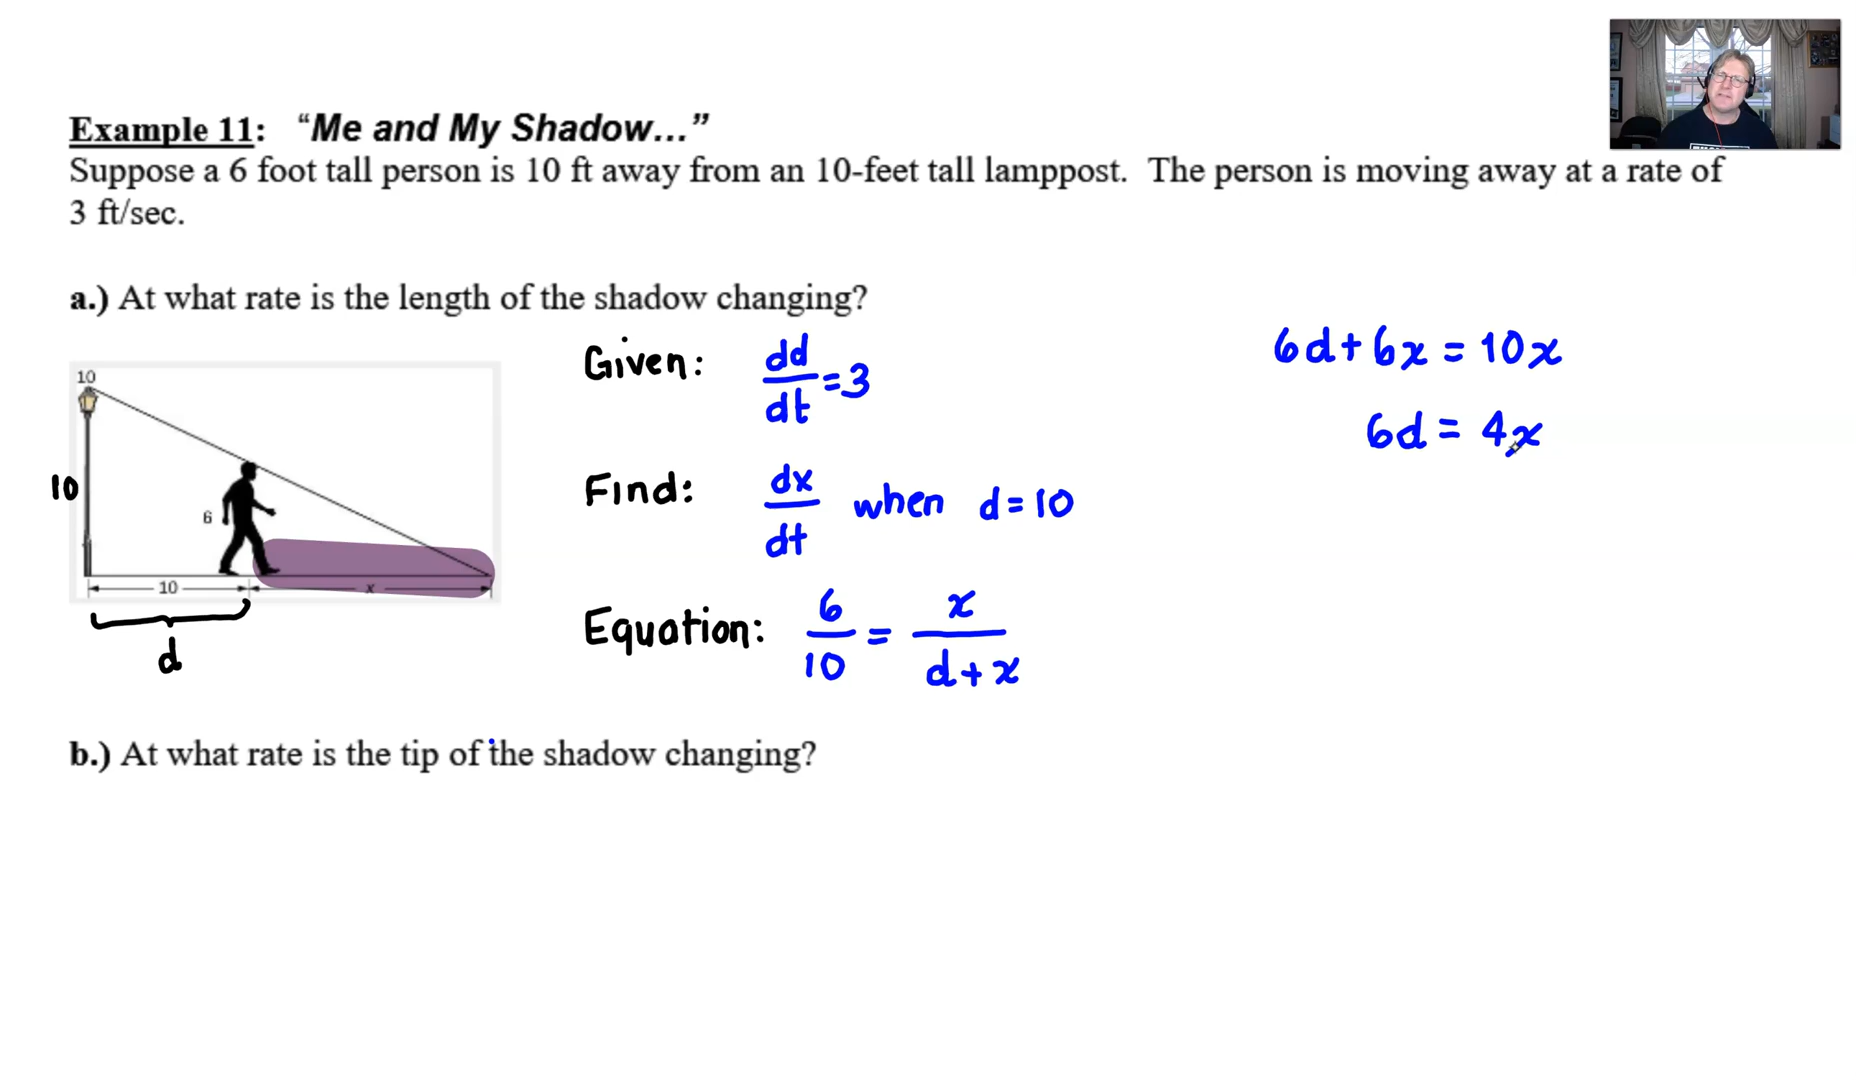 Example 11: “Me and My Shadow...”
Suppose a 6 foot tall person is 10 ft away from an 10-feet tall lamppost. The person is moving away at a rate of
3 ft/sec.
a.) At what rate is the length of the shadow changing?
10
10
6
10
x
d
Given: dd/dt = 3
Find: dx/dt when d = 10
Equation: 6/10 = x/(d + x)
6d + 6x = 10x
6d = 4x
b.) At what rate is the tip of the shadow changing?